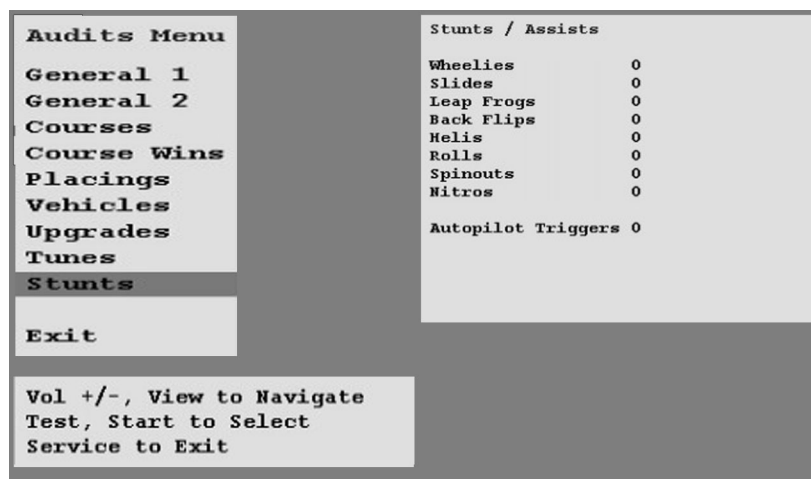 Audits Menu
General 1
General 2
Courses
Course Wins
Placings
Vehicles
Upgrades
Tunes
Stunts
Exit
Stunts / Assists
Wheelies 0
Slides 0
Leap Frogs 0
Back Flips 0
Helis 0
Rolls 0
Spinouts 0
Nitros 0
Autopilot Triggers 0
Vol +/-, View to Navigate
Test, Start to Select
Service to Exit